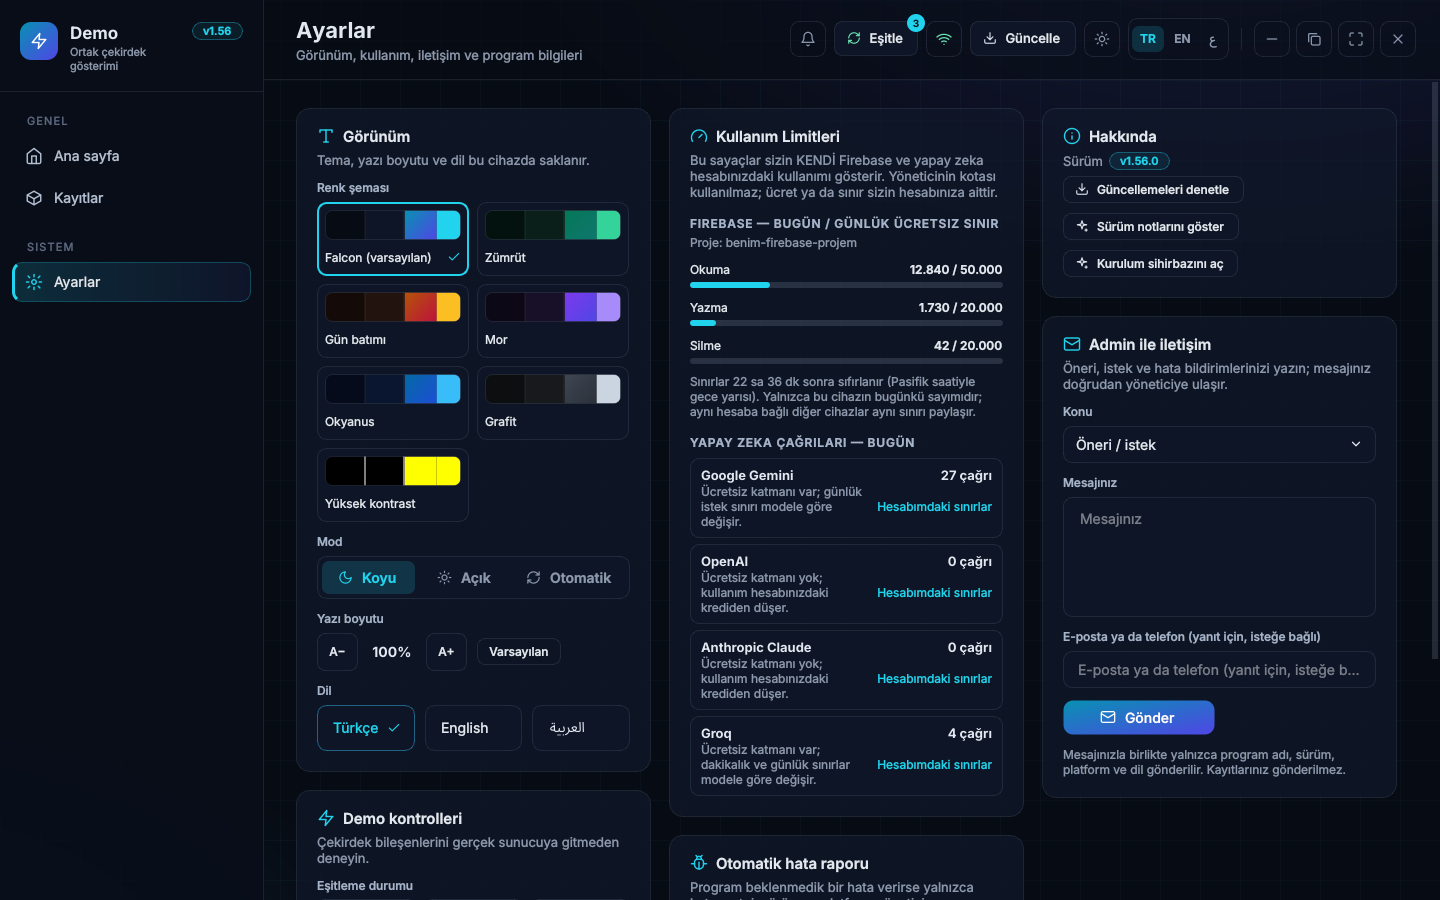 Demo
v1.56
Ortak çekirdek
gösterimi
GENEL
Ana sayfa
Kayıtlar
SİSTEM
Ayarlar
Ayarlar
Görünüm, kullanım, iletişim ve program bilgileri
Eşitle
3
Güncelle
TR
EN
ع
Görünüm
Tema, yazı boyutu ve dil bu cihazda saklanır.
Renk şeması
Falcon (varsayılan)
Zümrüt
Gün batımı
Mor
Okyanus
Grafit
Yüksek kontrast
Mod
Koyu
Açık
Otomatik
Yazı boyutu
A−
100%
A+
Varsayılan
Dil
Türkçe
English
العربية
Demo kontrolleri
Çekirdek bileşenlerini gerçek sunucuya gitmeden
deneyin.
Eşitleme durumu
Kullanım Limitleri
Bu sayaçlar sizin KENDİ Firebase ve yapay zeka
hesabınızdaki kullanımı gösterir. Yöneticinin kotası
kullanılmaz; ücret ya da sınır sizin hesabınıza aittir.
FIREBASE — BUGÜN / GÜNLÜK ÜCRETSIZ SINIR
Proje: benim-firebase-projem
Okuma
12.840 / 50.000
Yazma
1.730 / 20.000
Silme
42 / 20.000
Sınırlar 22 sa 36 dk sonra sıfırlanır (Pasifik saatiyle
gece yarısı). Yalnızca bu cihazın bugünkü sayımıdır;
aynı hesaba bağlı diğer cihazlar aynı sınırı paylaşır.
YAPAY ZEKA ÇAĞRILARI — BUGÜN
Google Gemini
27 çağrı
Ücretsiz katmanı var; günlük
istek sınırı modele göre
değişir.
Hesabımdaki sınırlar
OpenAI
0 çağrı
Ücretsiz katmanı yok;
kullanım hesabınızdaki
krediden düşer.
Hesabımdaki sınırlar
Anthropic Claude
0 çağrı
Ücretsiz katmanı yok;
kullanım hesabınızdaki
krediden düşer.
Hesabımdaki sınırlar
Groq
4 çağrı
Ücretsiz katmanı var;
dakikalık ve günlük sınırlar
modele göre değişir.
Hesabımdaki sınırlar
Otomatik hata raporu
Program beklenmedik bir hata verirse yalnızca
Hakkında
Sürüm
v1.56.0
Güncellemeleri denetle
Sürüm notlarını göster
Kurulum sihirbazını aç
Admin ile iletişim
Öneri, istek ve hata bildirimlerinizi yazın; mesajınız
doğrudan yöneticiye ulaşır.
Konu
Öneri / istek
Mesajınız
Mesajınız
E-posta ya da telefon (yanıt için, isteğe bağlı)
E-posta ya da telefon (yanıt için, isteğe b...
Gönder
Mesajınızla birlikte yalnızca program adı, sürüm,
platform ve dil gönderilir. Kayıtlarınız gönderilmez.